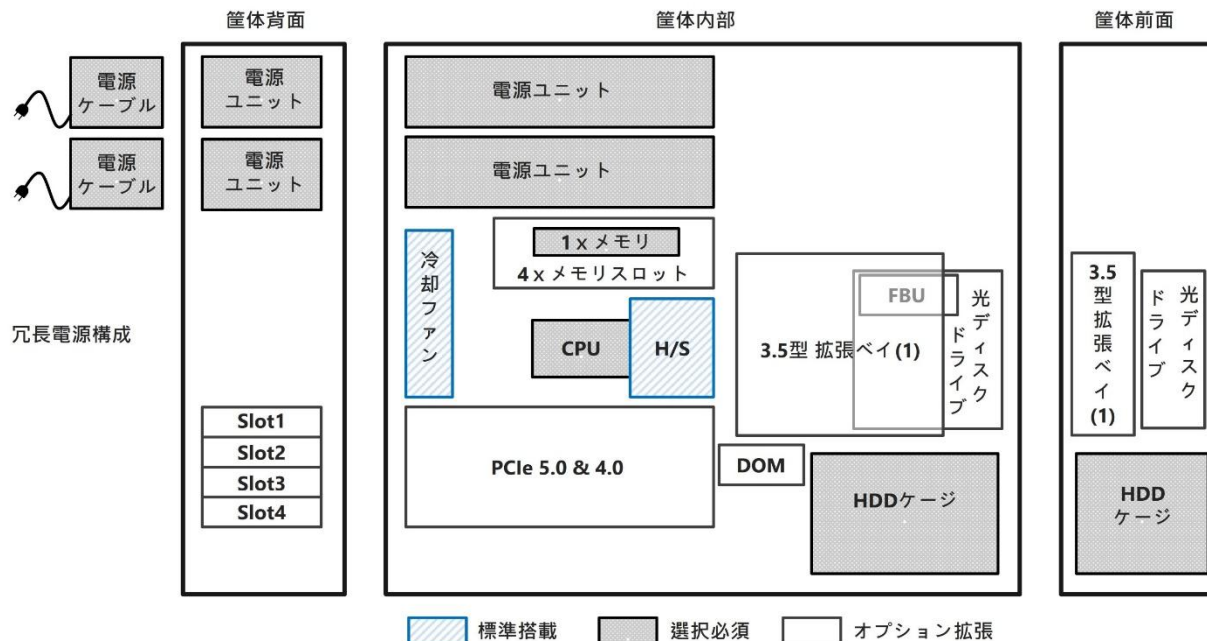 筐体背面
筐体内部
筐体前面
電源
ケーブル
電源
ユニット
電源ユニット
電源
ケーブル
電源
ユニット
電源ユニット
冷却ファン
1 x メモリ
4 x メモリスロット
CPU
H/S
3.5型 拡張ベイ(1)
FBU
光ディスク
ドライブ
3.5
型拡張ベイ
(1)
光ディスク
ドライブ
冗長電源構成
Slot1
Slot2
Slot3
Slot4
PCIe 5.0 & 4.0
DOM
HDDケージ
HDD
ケージ
標準搭載
選択必須
オプション拡張